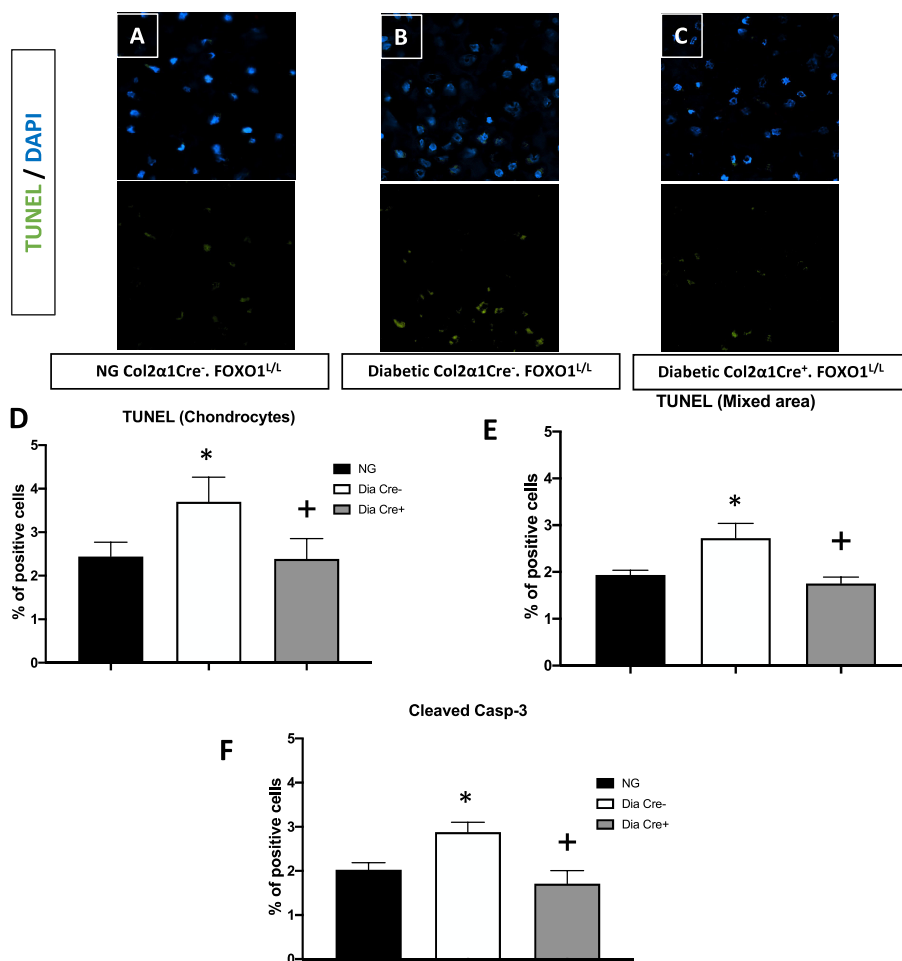 A
B
C
TUNEL / DAPI
NG Col2α1Cre⁻. FOXO1ᴸ/ᴸ
Diabetic Col2α1Cre⁻. FOXO1ᴸ/ᴸ
Diabetic Col2α1Cre⁺. FOXO1ᴸ/ᴸ
D
TUNEL (Chondrocytes)
% of positive cells
5
4
3
2
1
0
*
+
NG
Dia Cre-
Dia Cre+
E
TUNEL (Mixed area)
% of positive cells
5
4
3
2
1
0
*
+
F
Cleaved Casp-3
% of positive cells
5
4
3
2
1
0
*
+
NG
Dia Cre-
Dia Cre+